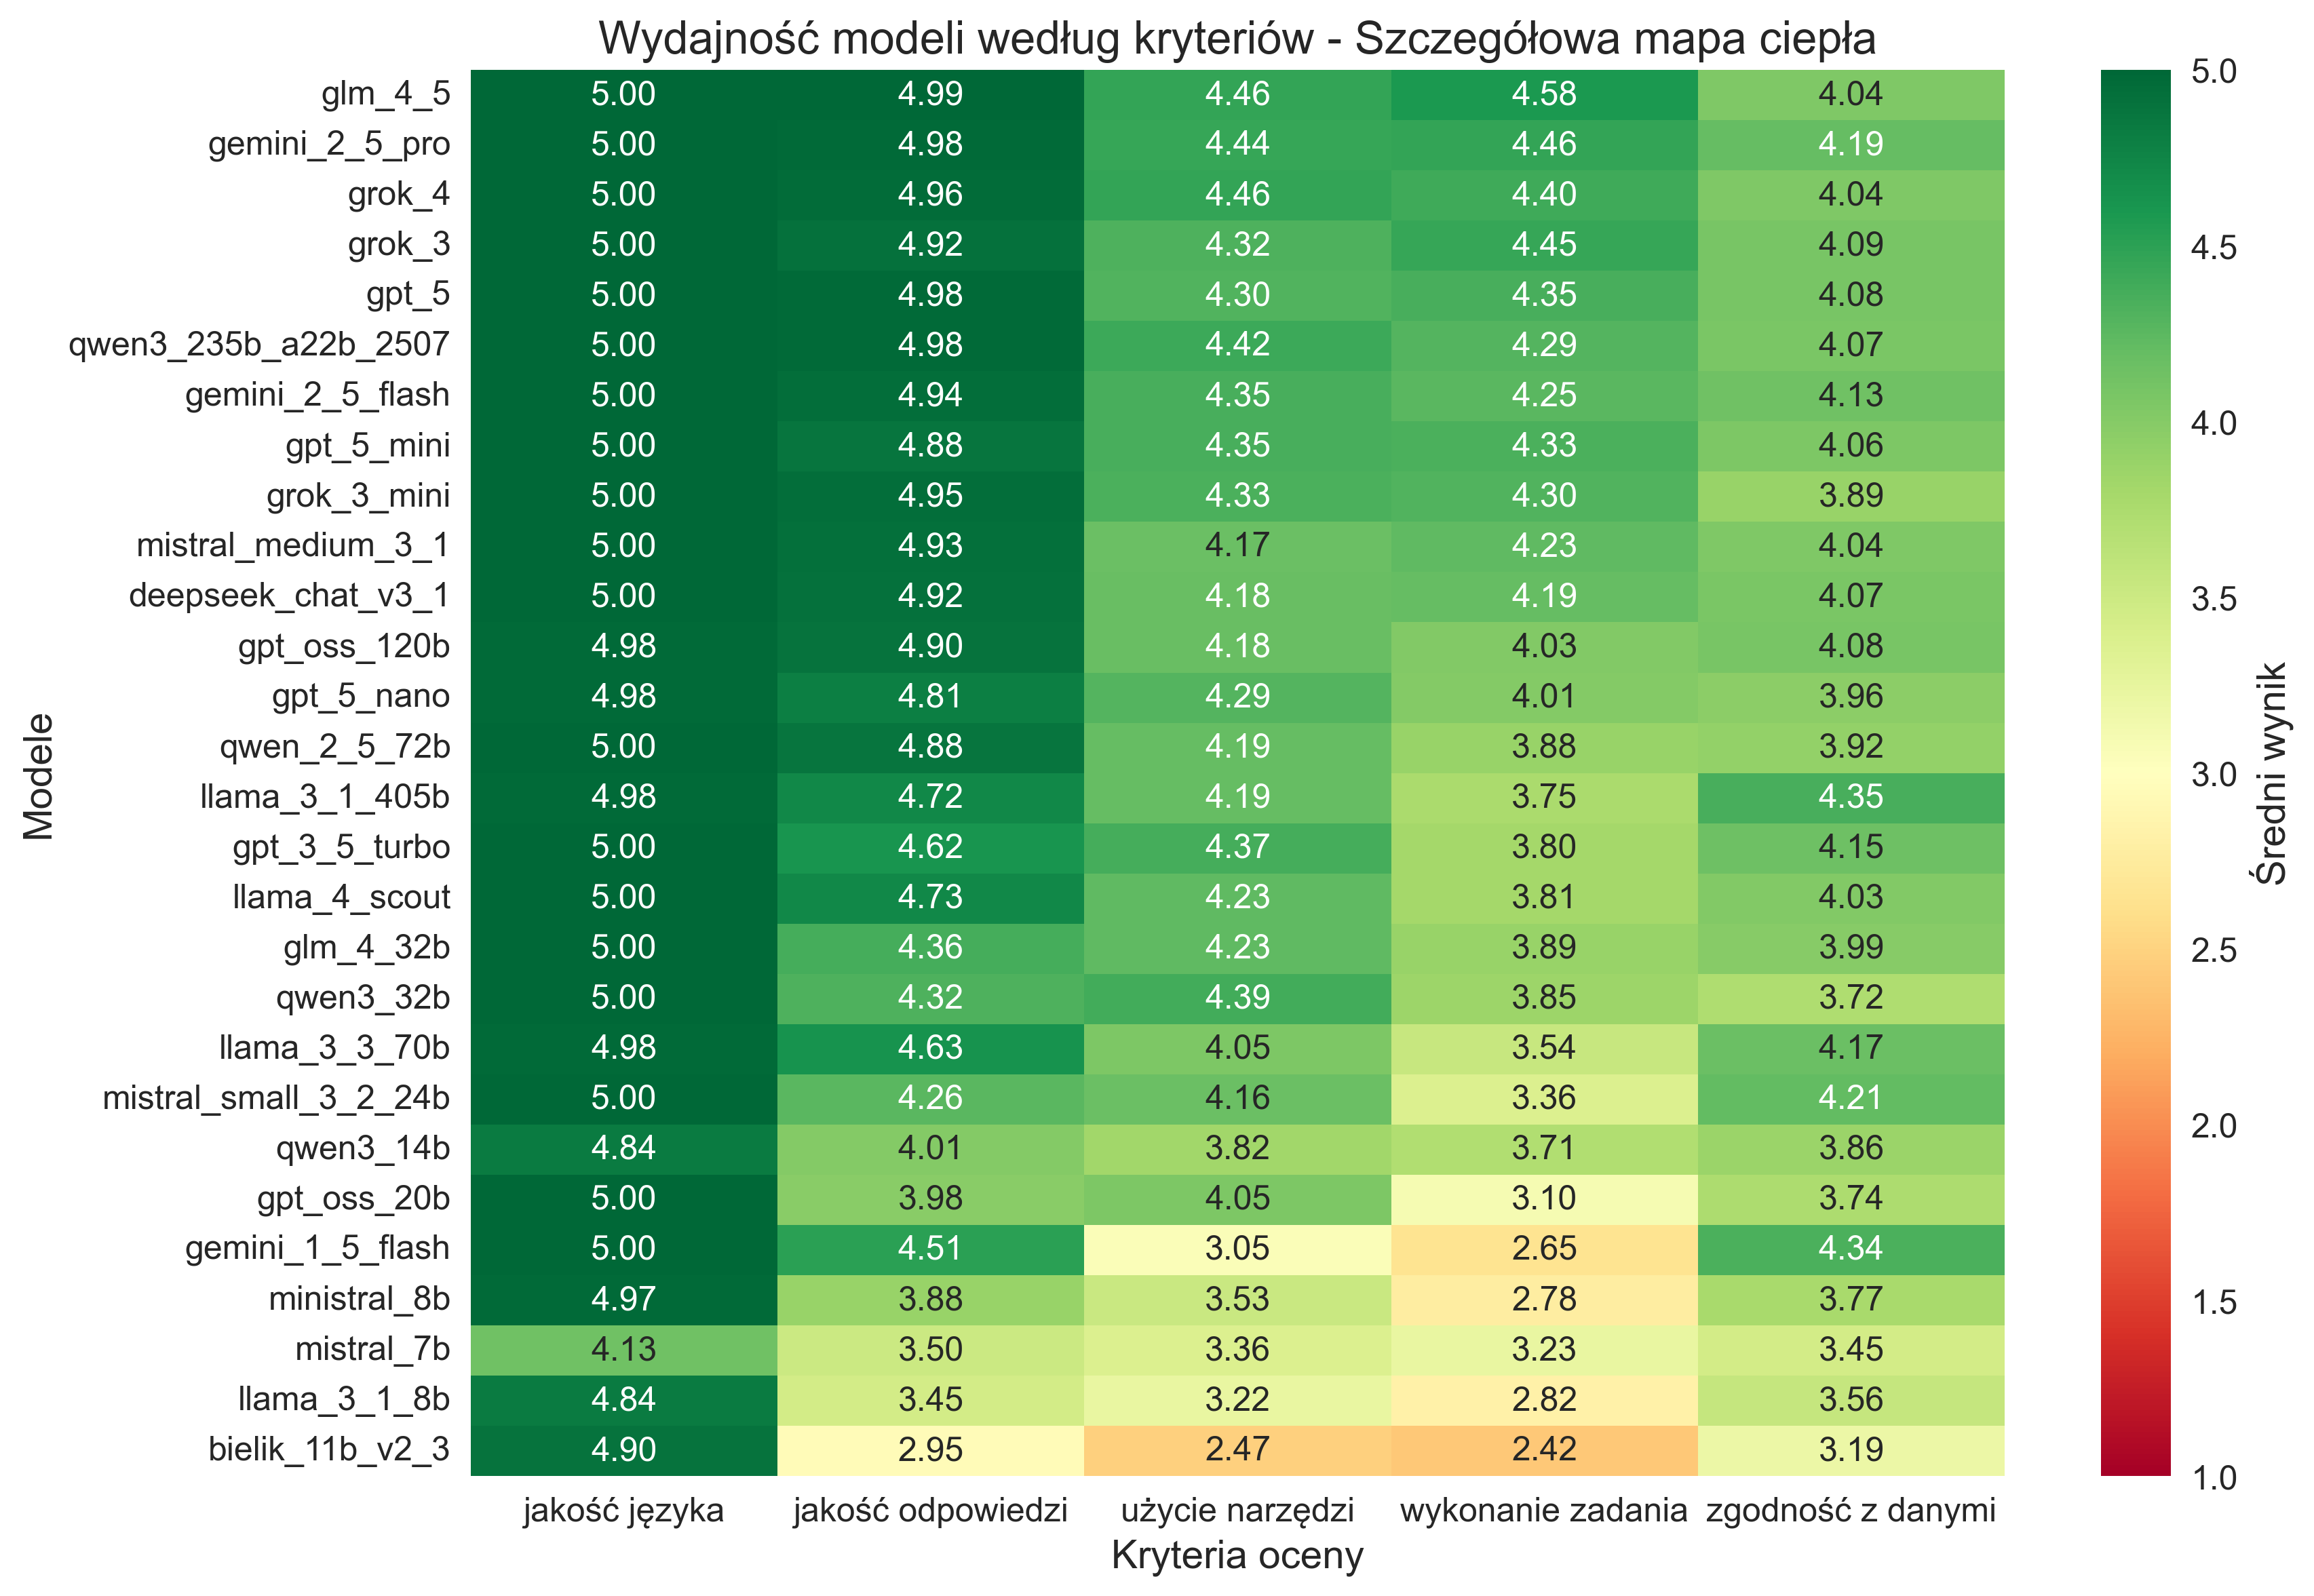 Wydajność modeli według kryteriów - Szczegółowa mapa ciepła
glm_4_5 5.00 4.99 4.46 4.58 4.04
gemini_2_5_pro 5.00 4.98 4.44 4.46 4.19
grok_4 5.00 4.96 4.46 4.40 4.04
grok_3 5.00 4.92 4.32 4.45 4.09
gpt_5 5.00 4.98 4.30 4.35 4.08
qwen3_235b_a22b_2507 5.00 4.98 4.42 4.29 4.07
gemini_2_5_flash 5.00 4.94 4.35 4.25 4.13
gpt_5_mini 5.00 4.88 4.35 4.33 4.06
grok_3_mini 5.00 4.95 4.33 4.30 3.89
mistral_medium_3_1 5.00 4.93 4.17 4.23 4.04
deepseek_chat_v3_1 5.00 4.92 4.18 4.19 4.07
gpt_oss_120b 4.98 4.90 4.18 4.03 4.08
gpt_5_nano 4.98 4.81 4.29 4.01 3.96
qwen_2_5_72b 5.00 4.88 4.19 3.88 3.92
llama_3_1_405b 4.98 4.72 4.19 3.75 4.35
gpt_3_5_turbo 5.00 4.62 4.37 3.80 4.15
llama_4_scout 5.00 4.73 4.23 3.81 4.03
glm_4_32b 5.00 4.36 4.23 3.89 3.99
qwen3_32b 5.00 4.32 4.39 3.85 3.72
llama_3_3_70b 4.98 4.63 4.05 3.54 4.17
mistral_small_3_2_24b 5.00 4.26 4.16 3.36 4.21
qwen3_14b 4.84 4.01 3.82 3.71 3.86
gpt_oss_20b 5.00 3.98 4.05 3.10 3.74
gemini_1_5_flash 5.00 4.51 3.05 2.65 4.34
ministral_8b 4.97 3.88 3.53 2.78 3.77
mistral_7b 4.13 3.50 3.36 3.23 3.45
llama_3_1_8b 4.84 3.45 3.22 2.82 3.56
bielik_11b_v2_3 4.90 2.95 2.47 2.42 3.19
jakość języka jakość odpowiedzi użycie narzędzi wykonanie zadania zgodność z danymi
Kryteria oceny
Modele
5.0
4.5
4.0
3.5
3.0
2.5
2.0
1.5
1.0
Średni wynik